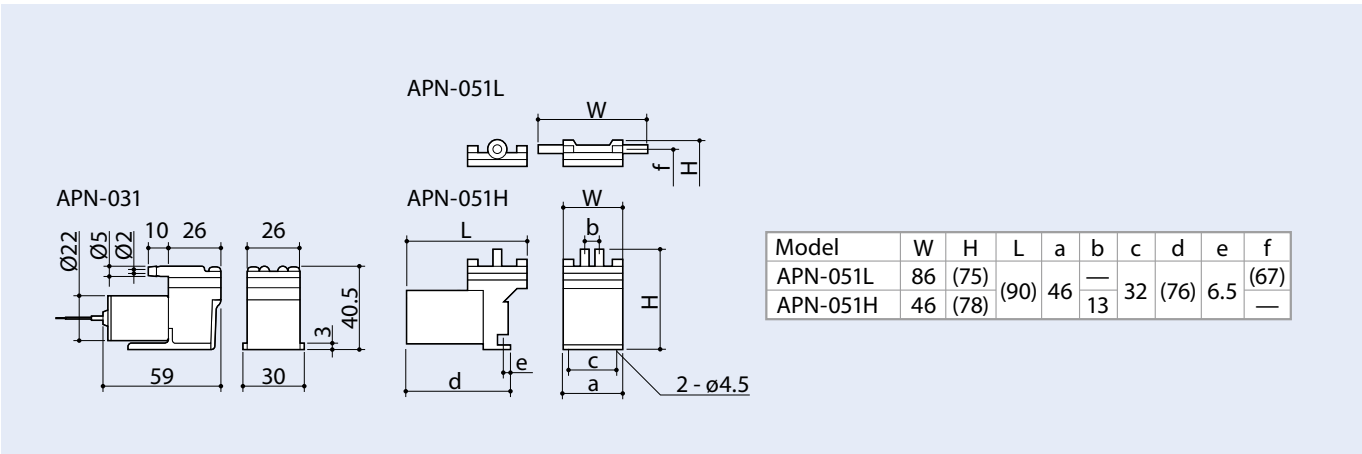 APN-051L
W
f
H
APN-031
Ø22
Ø5
Ø2
10
26
26
40.5
3
59
30
APN-051H
L
W
b
H
e
d
c
a
2 - ø4.5
Model W H L a b c d e f
APN-051L 86 (75) (90) 46 — 32 (76) 6.5 (67)
APN-051H 46 (78) 13 —